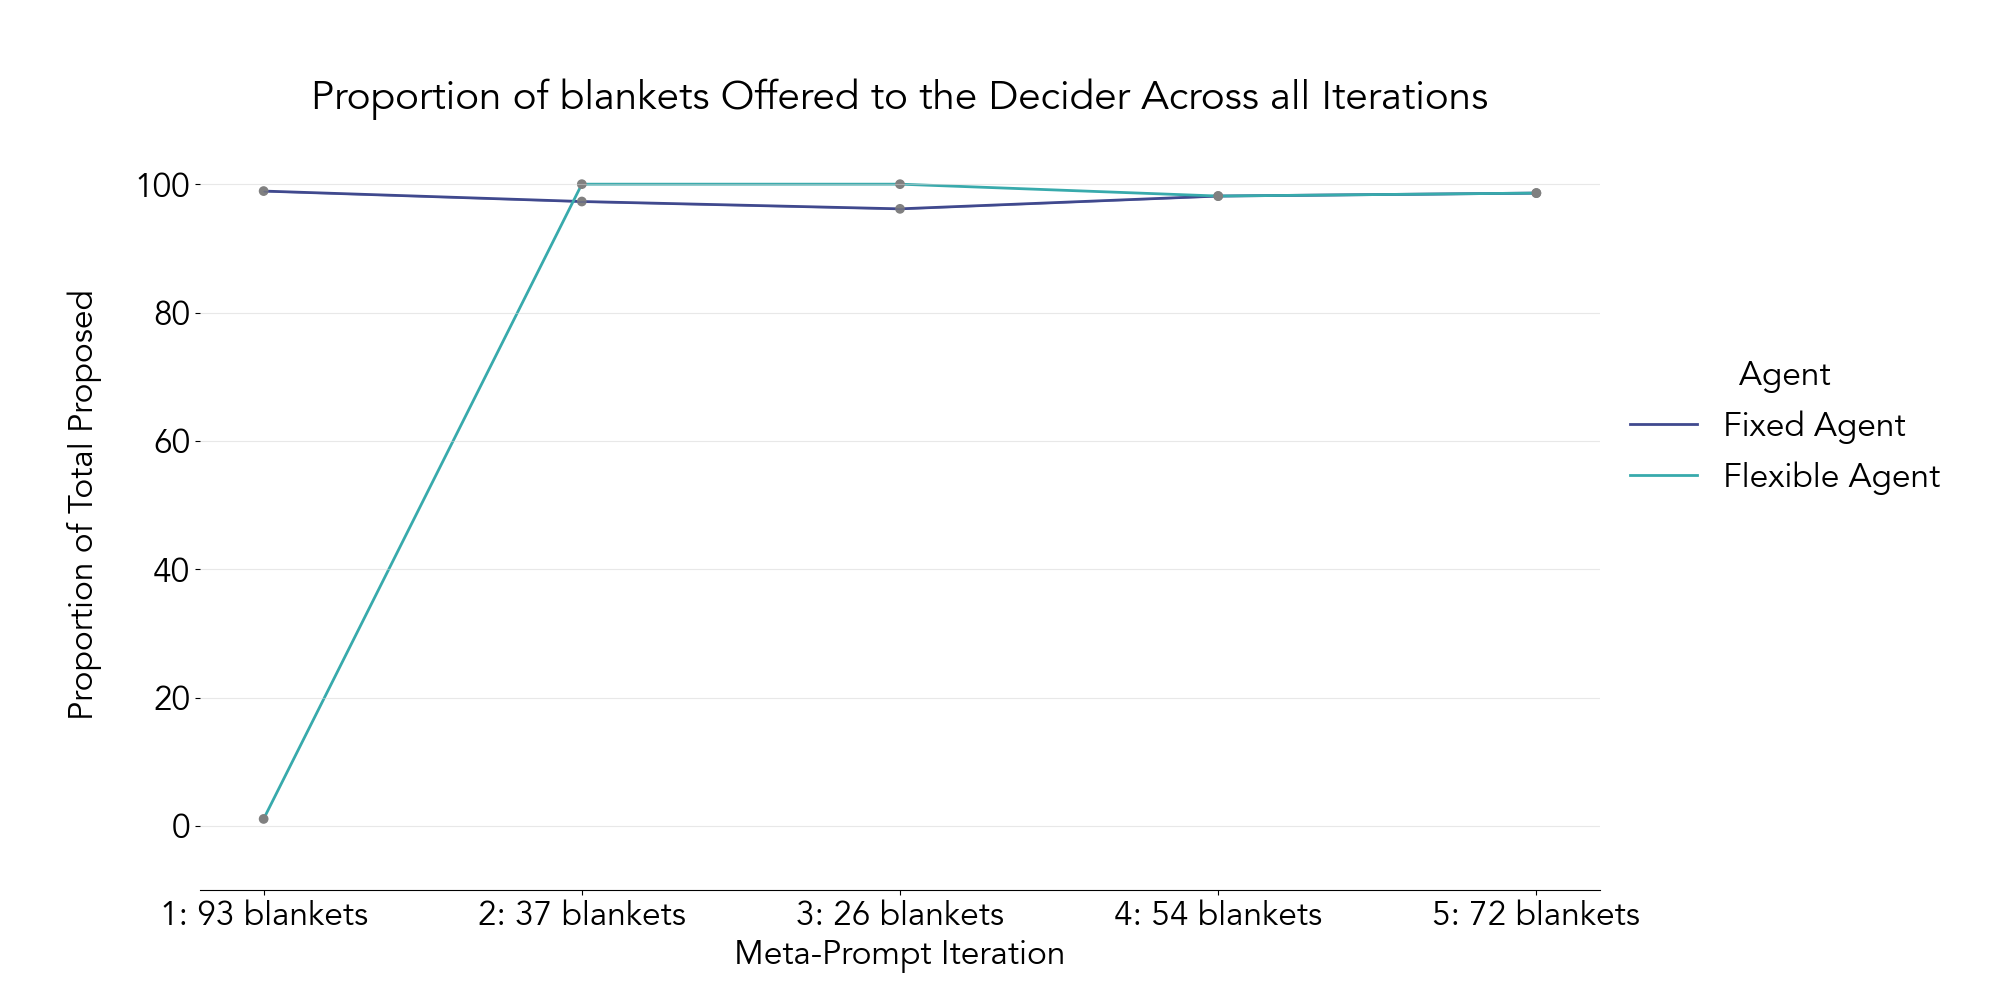 Proportion of blankets Offered to the Decider Across all Iterations
Proportion of Total Proposed
100
80
60
40
20
0
1: 93 blankets
2: 37 blankets
3: 26 blankets
4: 54 blankets
5: 72 blankets
Meta-Prompt Iteration
Agent
Fixed Agent
Flexible Agent